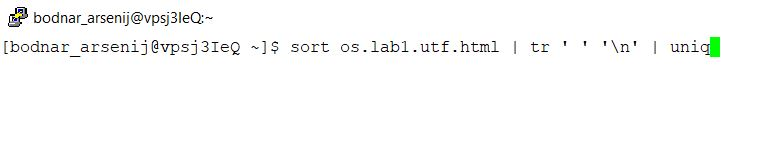 bodnar_arsenij@vpsj3IeQ:~
[bodnar_arsenij@vpsj3IeQ ~]$ sort os.lab1.utf.html | tr ' ' '\n' | uniq